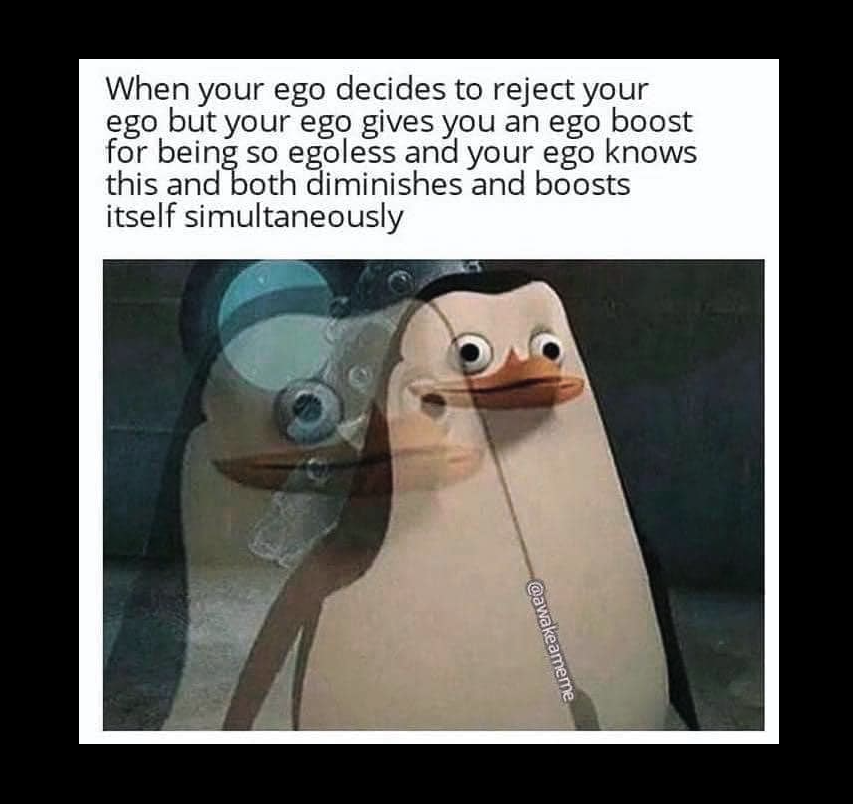 When your ego decides to reject your
ego but your ego gives you an ego boost
for being so egoless and your ego knows
this and both diminishes and boosts
itself simultaneously
@awakeameme